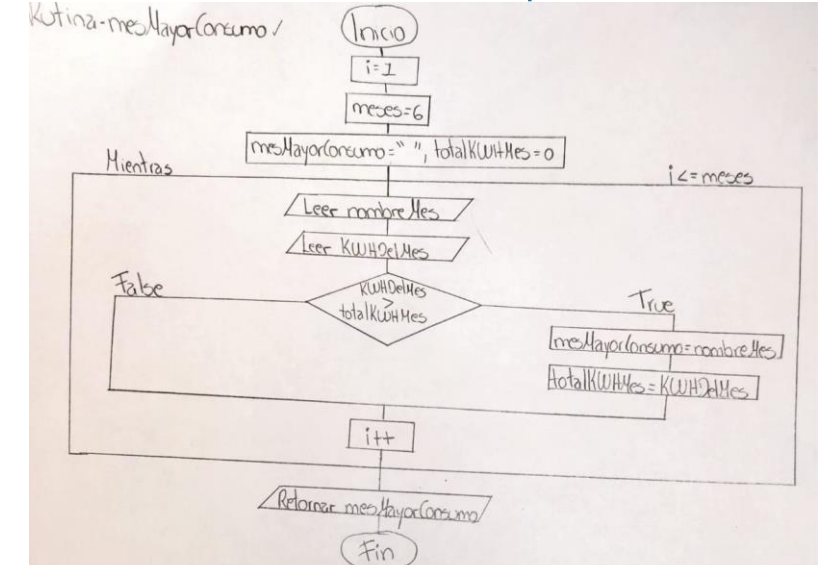 Rutina-mesMayorConsumo
Inicio
i=1
meses=6
mesMayorConsumo=" ", totalKWHMes=0
Mientras
i<=meses
Leer nombreMes
Leer KWHDelMes
False
KWHDelMes
>
totalKWHMes
True
mesMayorConsumo=nombreMes
totalKWHMes=KWHDelMes
i++
Retornar mesMayorConsumo
Fin